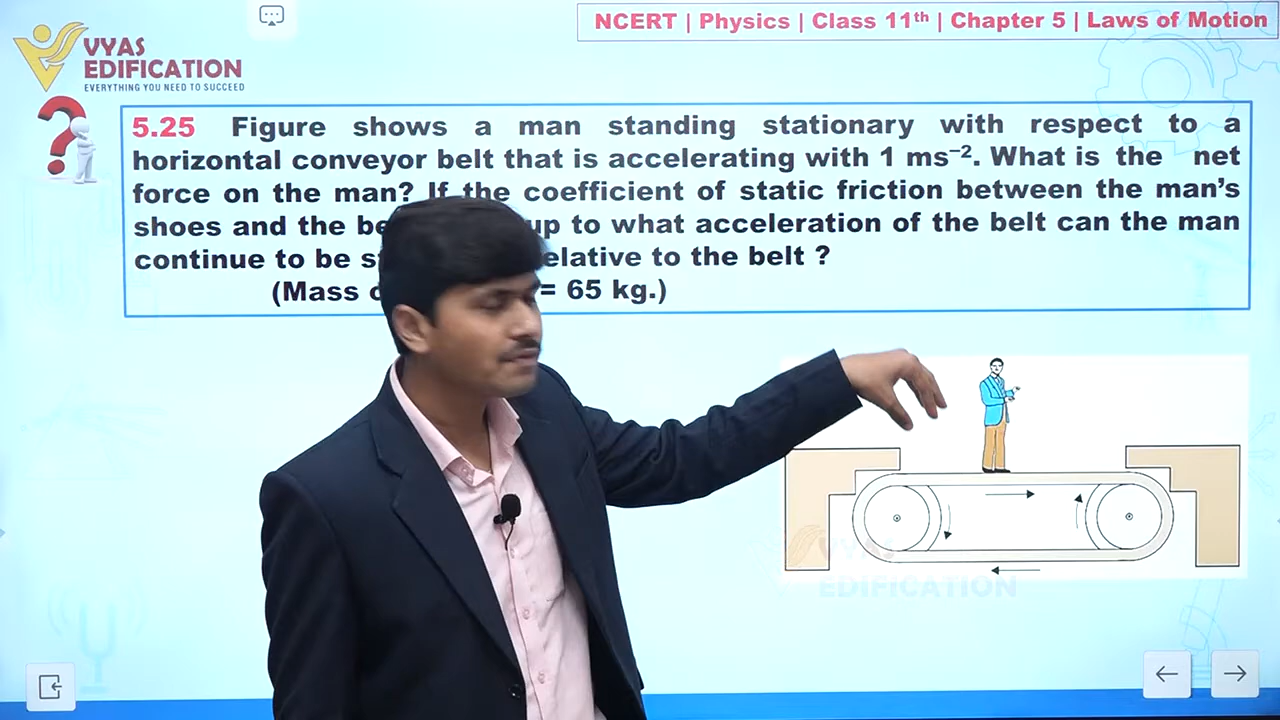 NCERT | Physics | Class 11th | Chapter 5 | Laws of Motion
VYAS
EDIFICATION
EVERYTHING YOU NEED TO SUCCEED
5.25 Figure shows a man standing stationary with respect to a
horizontal conveyor belt that is accelerating with 1 ms⁻². What is the net
force on the man? If the coefficient of static friction between the man's
shoes and the up to what acceleration of the belt can the man
continue to be to the belt ?
(Mass = 65 kg.)
VYAS
EDIFICATION